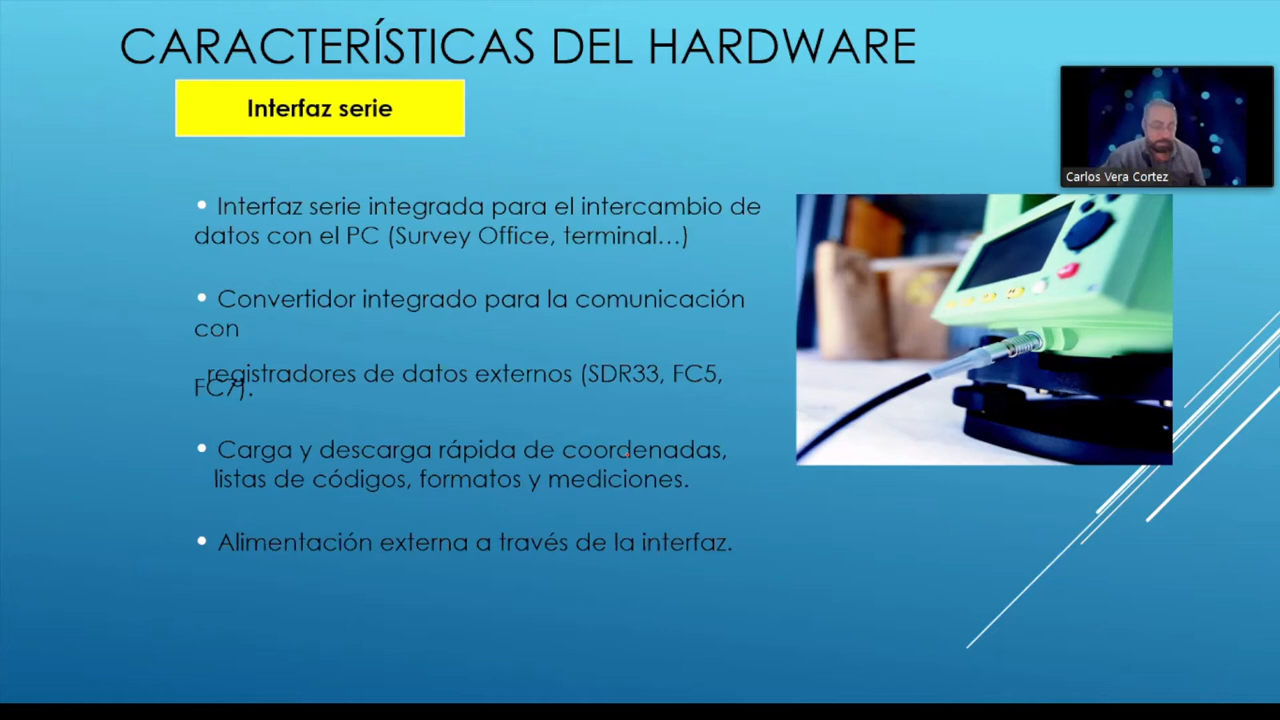 CARACTERÍSTICAS DEL HARDWARE
Interfaz serie
Carlos Vera Cortez
• Interfaz serie integrada para el intercambio de
datos con el PC (Survey Office, terminal...)
• Convertidor integrado para la comunicación
con
registradores de datos externos (SDR33, FC5,
FC7).
• Carga y descarga rápida de coordenadas,
listas de códigos, formatos y mediciones.
• Alimentación externa a través de la interfaz.